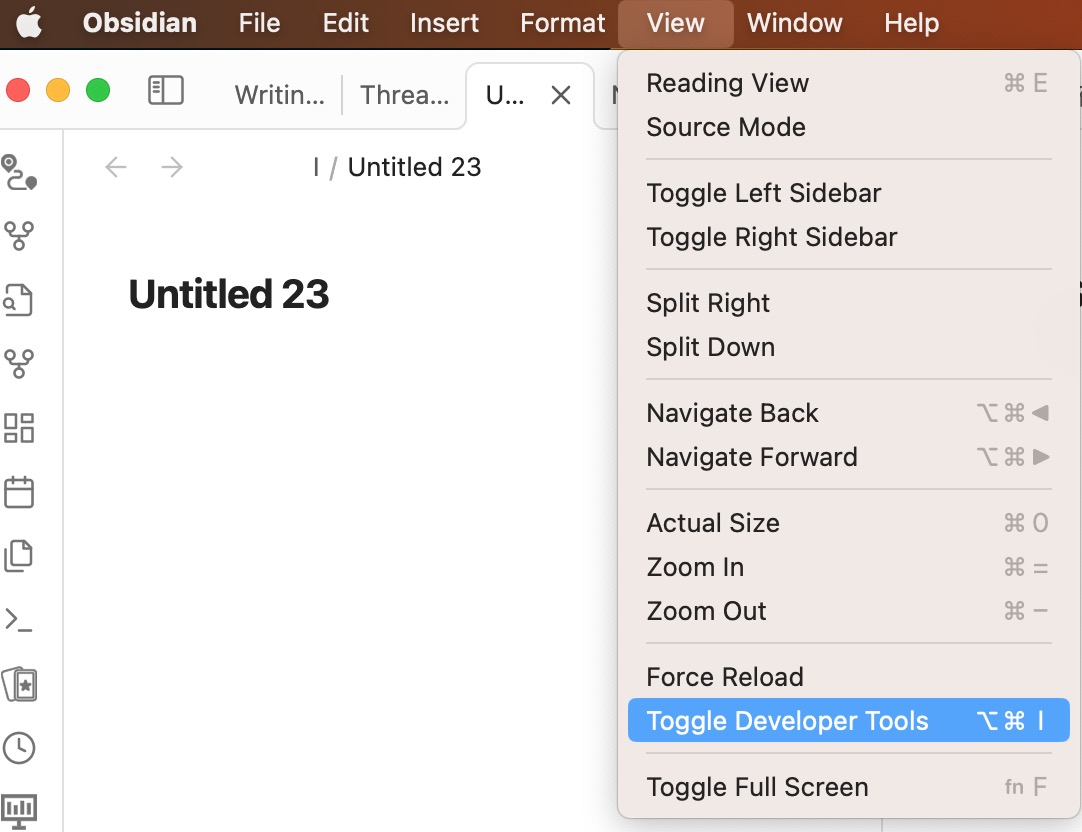 Obsidian File Edit Insert Format View Window Help
Writin... Threa... U...
I / Untitled 23
Untitled 23
Reading View ⌘ E
Source Mode
Toggle Left Sidebar
Toggle Right Sidebar
Split Right
Split Down
Navigate Back ⌥ ⌘ ◀
Navigate Forward ⌥ ⌘ ▶
Actual Size ⌘ 0
Zoom In ⌘ =
Zoom Out ⌘ −
Force Reload
Toggle Developer Tools ⌥ ⌘ I
Toggle Full Screen fn F